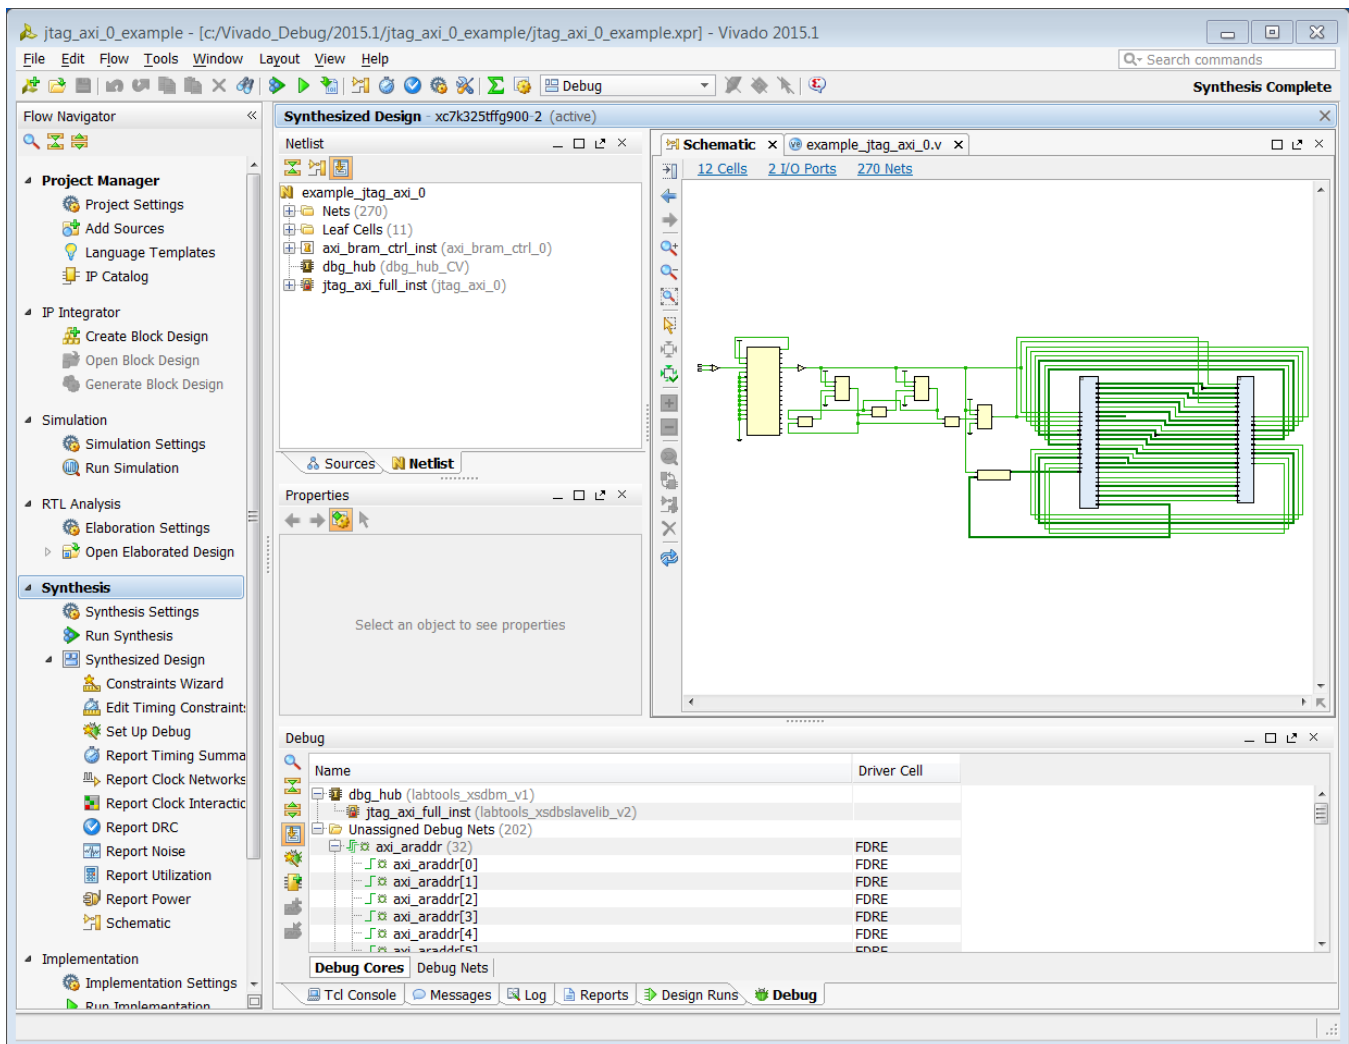 jtag_axi_0_example - [c:/Vivado_Debug/2015.1/jtag_axi_0_example/jtag_axi_0_example.xpr] - Vivado 2015.1
File Edit Flow Tools Window Layout View Help
Search commands
Debug
Synthesis Complete
Flow Navigator
Project Manager
Project Settings
Add Sources
Language Templates
IP Catalog
IP Integrator
Create Block Design
Open Block Design
Generate Block Design
Simulation
Simulation Settings
Run Simulation
RTL Analysis
Elaboration Settings
Open Elaborated Design
Synthesis
Synthesis Settings
Run Synthesis
Synthesized Design
Constraints Wizard
Edit Timing Constraint
Set Up Debug
Report Timing Summa
Report Clock Networks
Report Clock Interactic
Report DRC
Report Noise
Report Utilization
Report Power
Schematic
Implementation
Implementation Settings
Run Implementation
Synthesized Design - xc7k325tffg900-2 (active)
Netlist
example_jtag_axi_0
Nets (270)
Leaf Cells (11)
axi_bram_ctrl_inst (axi_bram_ctrl_0)
dbg_hub (dbg_hub_CV)
jtag_axi_full_inst (jtag_axi_0)
Sources Netlist
Properties
Select an object to see properties
Schematic example_jtag_axi_0.v
12 Cells 2 I/O Ports 270 Nets
Debug
Name Driver Cell
dbg_hub (labtools_xsdbm_v1)
jtag_axi_full_inst (labtools_xsdbslavelib_v2)
Unassigned Debug Nets (202)
axi_araddr (32) FDRE
axi_araddr[0] FDRE
axi_araddr[1] FDRE
axi_araddr[2] FDRE
axi_araddr[3] FDRE
axi_araddr[4] FDRE
axi_araddr[5] FDRE
Debug Cores Debug Nets
Tcl Console Messages Log Reports Design Runs Debug